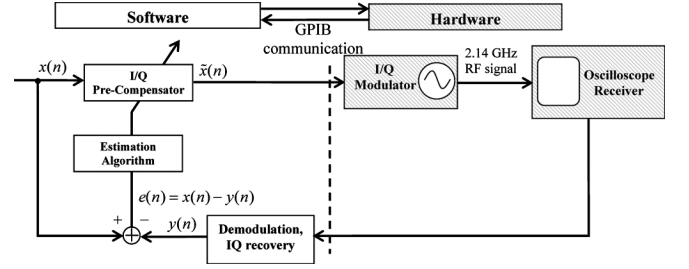 Software
Hardware
GPIB
communication
x(n)
I/Q
Pre-Compensator
x̃(n)
I/Q
Modulator
2.14 GHz
RF signal
Oscilloscope
Receiver
Estimation
Algorithm
e(n) = x(n) − y(n)
+
−
y(n)
Demodulation,
IQ recovery